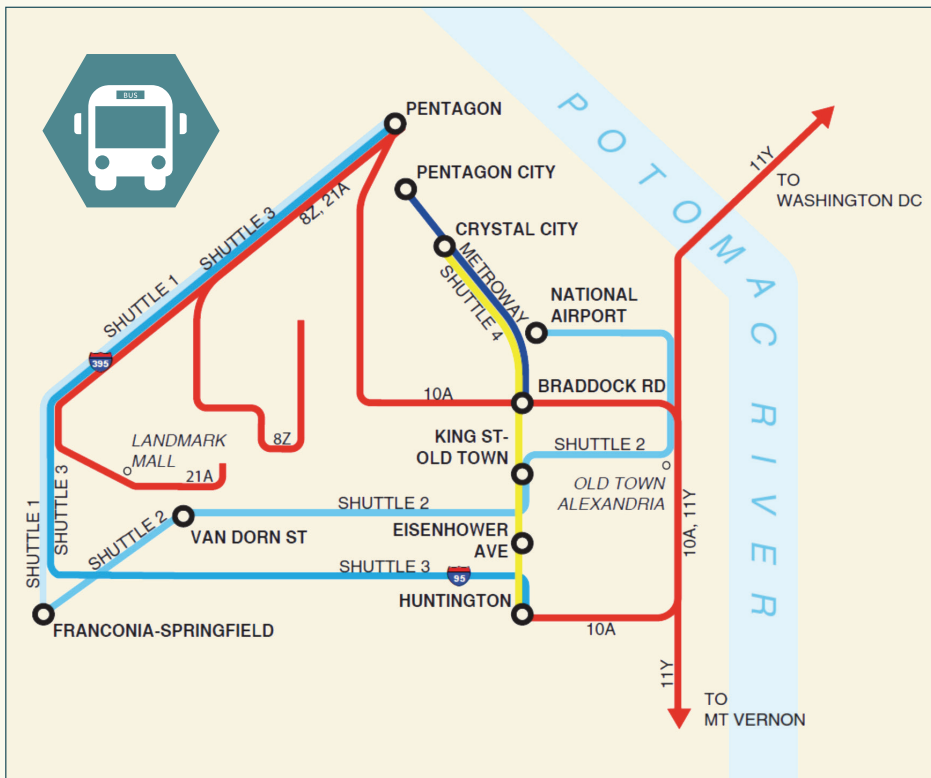 BUS
PENTAGON
PENTAGON CITY
CRYSTAL CITY
POTOMAC RIVER
11Y
TO
WASHINGTON DC
SHUTTLE 3
8Z, 21A
SHUTTLE 1
METROWAY
SHUTTLE 4
NATIONAL
AIRPORT
395
10A
BRADDOCK RD
LANDMARK
MALL
8Z
21A
KING ST-
OLD TOWN
SHUTTLE 2
OLD TOWN
ALEXANDRIA
SHUTTLE 1
SHUTTLE 3
SHUTTLE 2
VAN DORN ST
SHUTTLE 2
EISENHOWER
AVE
10A, 11Y
SHUTTLE 3
95
HUNTINGTON
FRANCONIA-SPRINGFIELD
10A
11Y
TO
MT VERNON